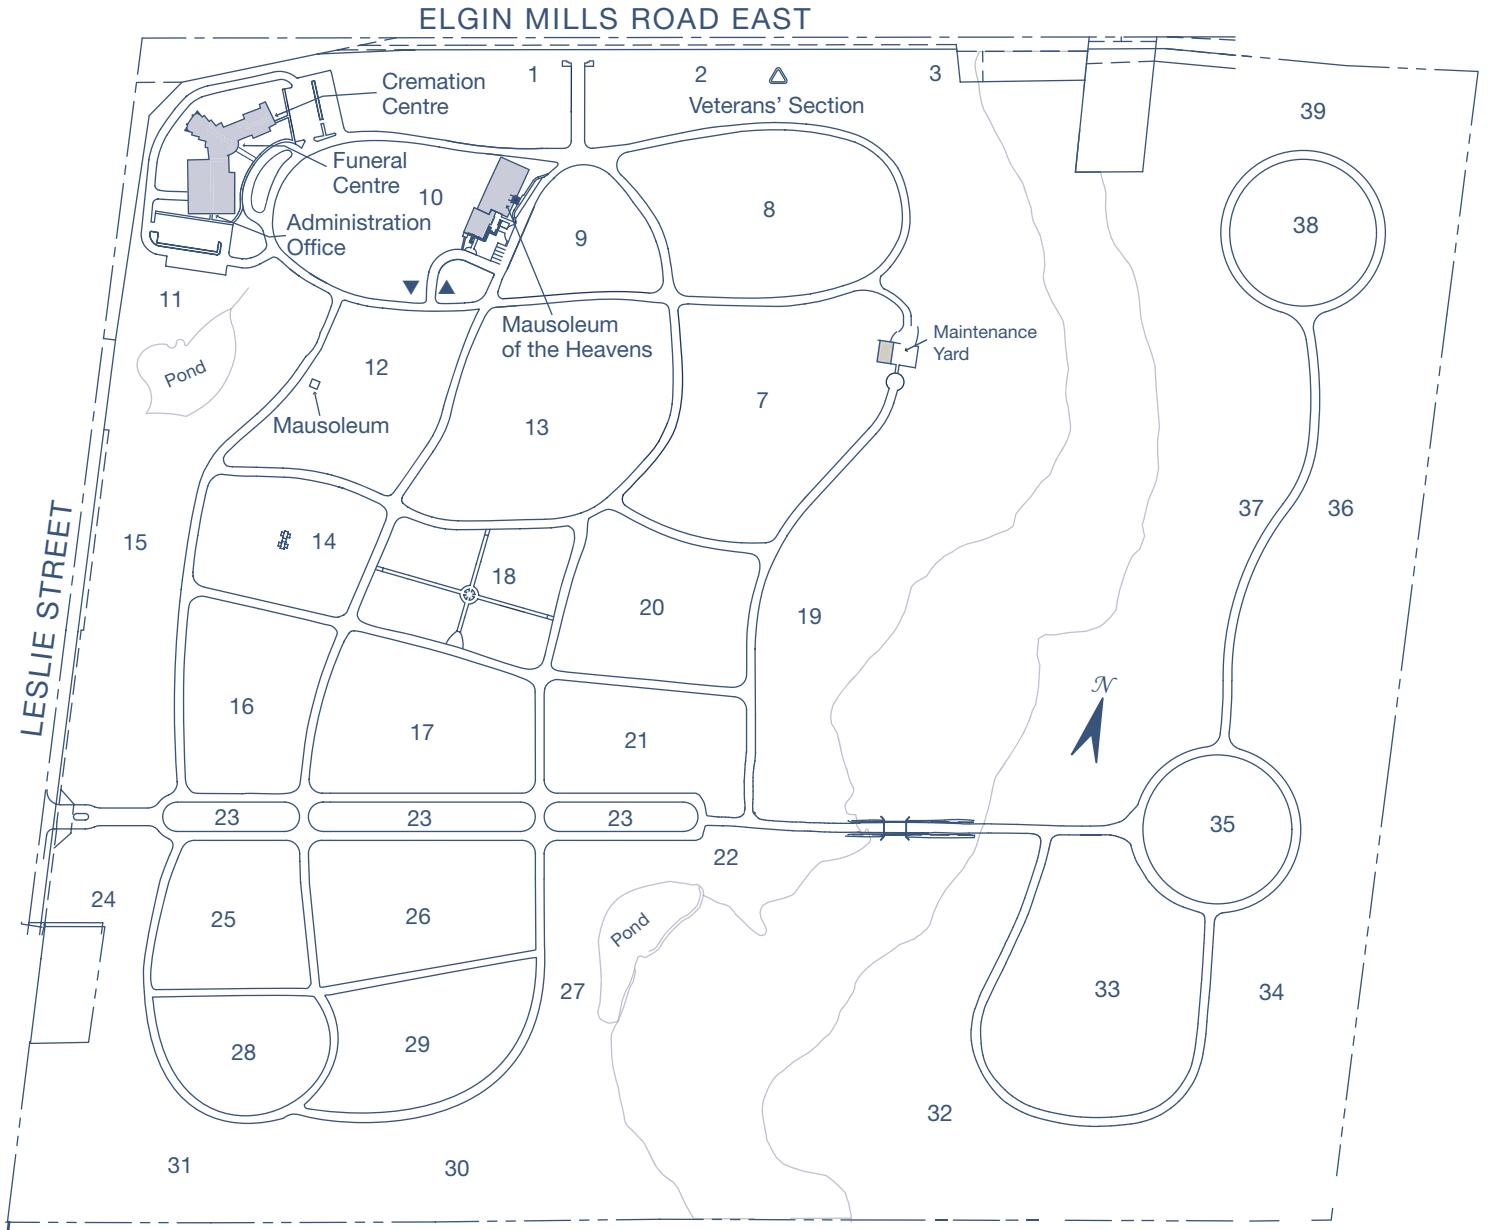 ELGIN MILLS ROAD EAST
1
2
3
Veterans' Section
Cremation
Centre
39
Funeral
Centre
10
8
Administration
Office
9
38
11
Mausoleum
of the Heavens
Maintenance
Yard
Pond
12
7
Mausoleum
13
LESLIE STREET
15
14
37
36
18
20
19
N
16
17
21
23
23
23
35
22
24
25
26
Pond
27
33
34
28
29
32
31
30